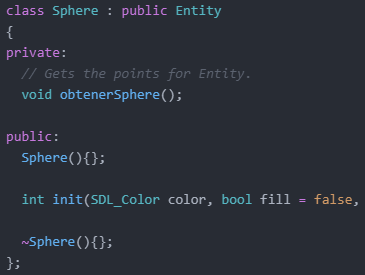 class Sphere : public Entity
{
private:
// Gets the points for Entity.
void obtenerSphere();
public:
Sphere(){};
int init(SDL_Color color, bool fill = false,
~Sphere(){};
};